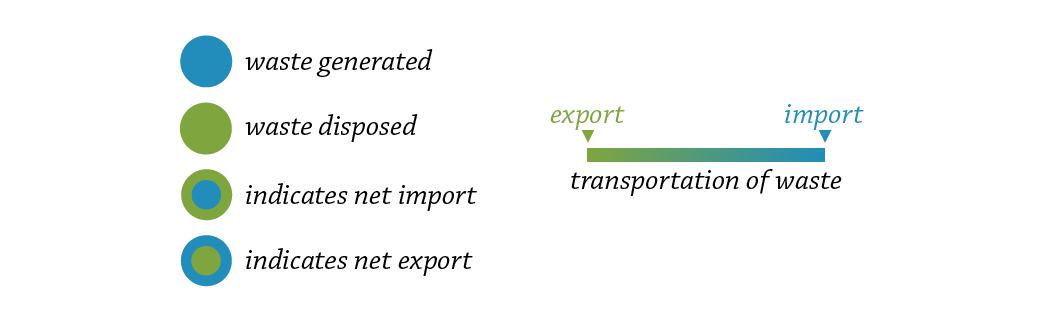 waste generated
waste disposed
indicates net import
indicates net export
export
import
transportation of waste